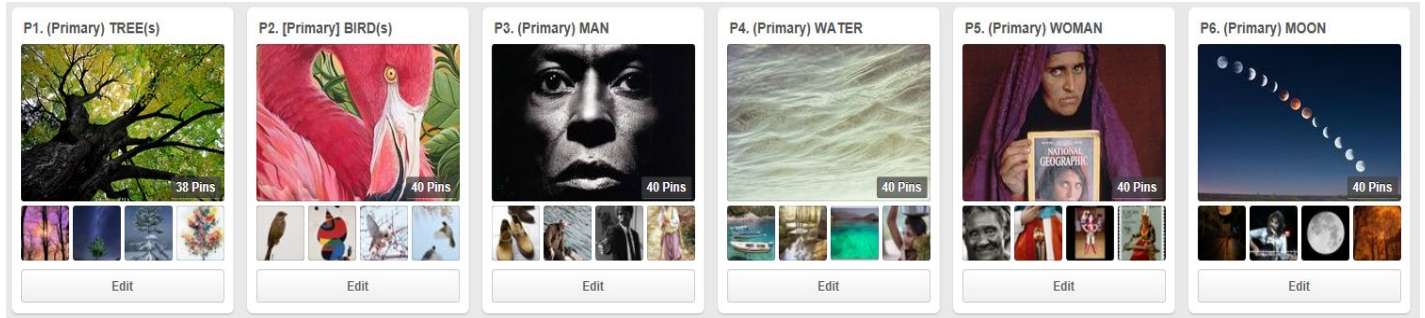 P1. (Primary) TREE(s)
38 Pins
Edit
P2. [Primary] BIRD(s)
40 Pins
Edit
P3. (Primary) MAN
40 Pins
Edit
P4. (Primary) WATER
40 Pins
Edit
P5. (Primary) WOMAN
NATIONAL
GEOGRAPHIC
40 Pins
Edit
P6. (Primary) MOON
40 Pins
Edit